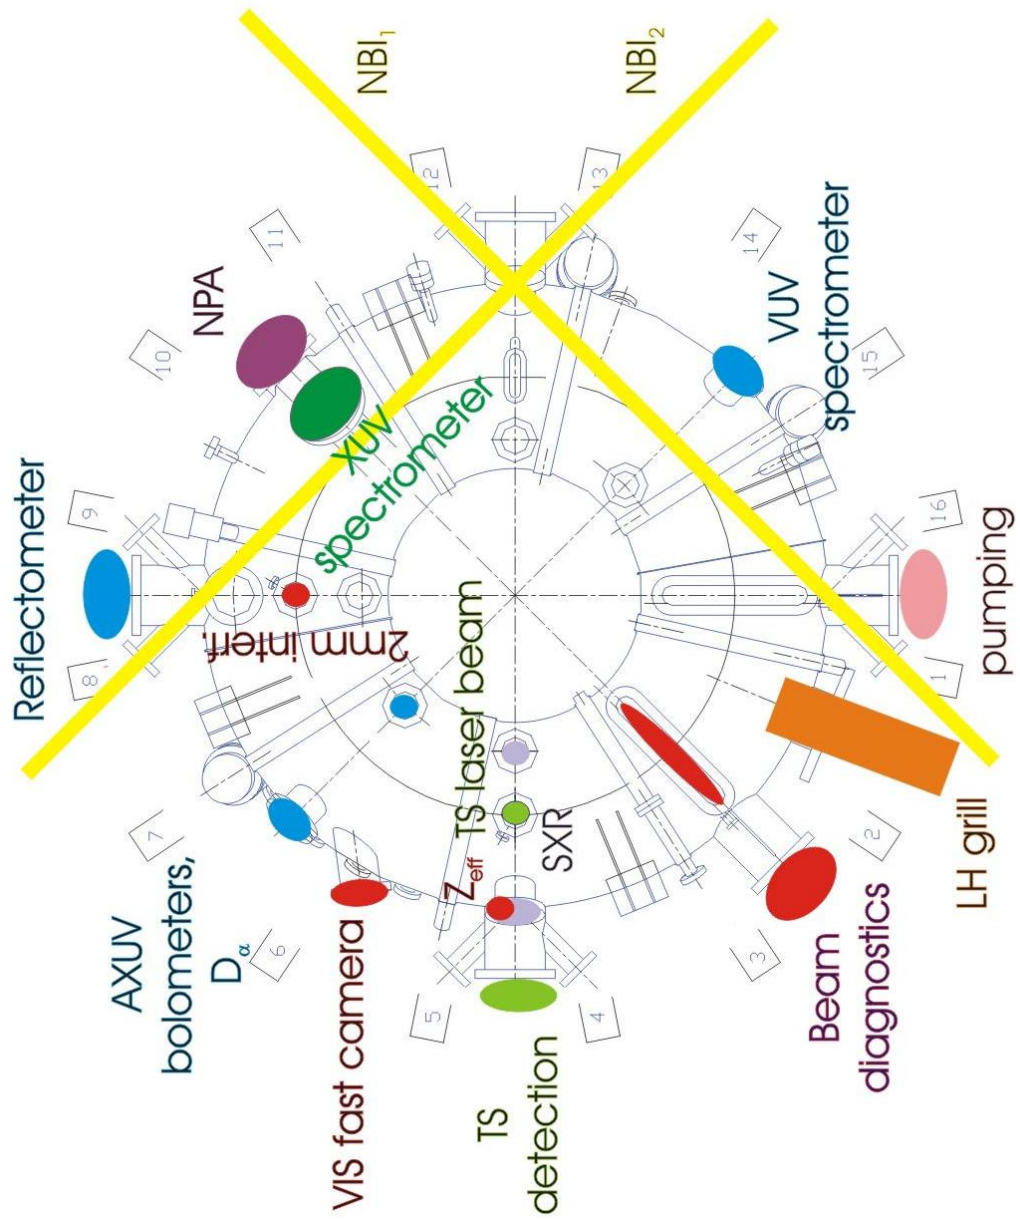 NBI₁
NBI₂
12
13
11
14
NPA
10
VUV
spectrometer
15
XUV
spectrometer
Reflectometer
9
16
pumping
2mm interf.
8
1
TS laser beam
7
2
SXR
Z_eff
LH grill
AXUV
bolometers,
D_α
6
3
VIS fast camera
5
4
Beam
diagnostics
TS
detection